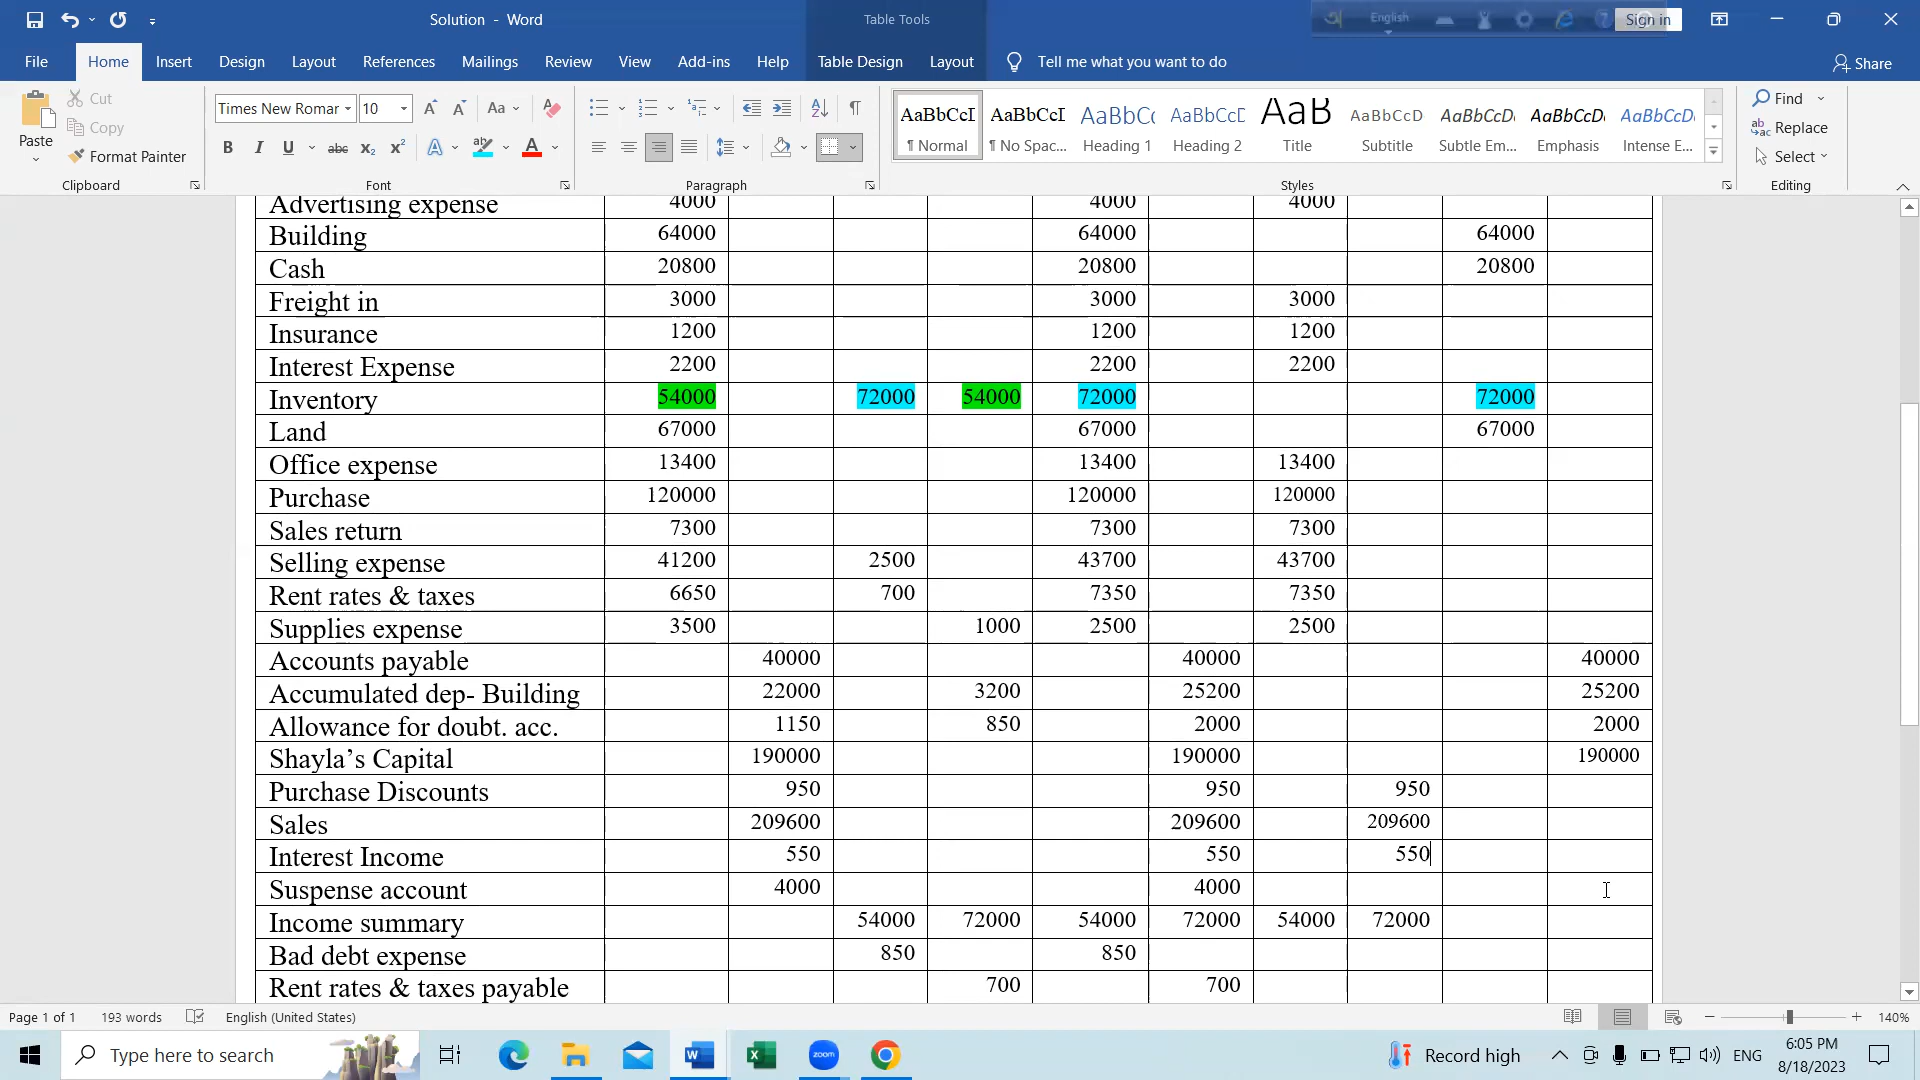 Solution - Word
Table Tools
English
Sign in
File Home Insert Design Layout References Mailings Review View Add-ins Help Table Design Layout Tell me what you want to do Share
Paste
Cut
Copy
Format Painter
Clipboard
Times New Romar 10
Font
Paragraph
AaBbCcI AaBbCcI AaBbC AaBbCcD AaB AaBbCcD AaBbCcD AaBbCcD AaBbCcD
¶ Normal ¶ No Spac... Heading 1 Heading 2 Title Subtitle Subtle Em... Emphasis Intense E...
Styles
Find
Replace
Select
Editing
Advertising expense 4000 4000 4000
Building 64000 64000 64000
Cash 20800 20800 20800
Freight in 3000 3000 3000
Insurance 1200 1200 1200
Interest Expense 2200 2200 2200
Inventory 54000 72000 54000 72000 72000
Land 67000 67000 67000
Office expense 13400 13400 13400
Purchase 120000 120000 120000
Sales return 7300 7300 7300
Selling expense 41200 2500 43700 43700
Rent rates & taxes 6650 700 7350 7350
Supplies expense 3500 1000 2500 2500
Accounts payable 40000 40000 40000
Accumulated dep- Building 22000 3200 25200 25200
Allowance for doubt. acc. 1150 850 2000 2000
Shayla’s Capital 190000 190000 190000
Purchase Discounts 950 950 950
Sales 209600 209600 209600
Interest Income 550 550 550
Suspense account 4000 4000
Income summary 54000 72000 54000 72000 54000 72000
Bad debt expense 850 850
Rent rates & taxes payable 700 700
Page 1 of 1 193 words English (United States) 140%
Type here to search
zoom
Record high
ENG
6:05 PM
8/18/2023